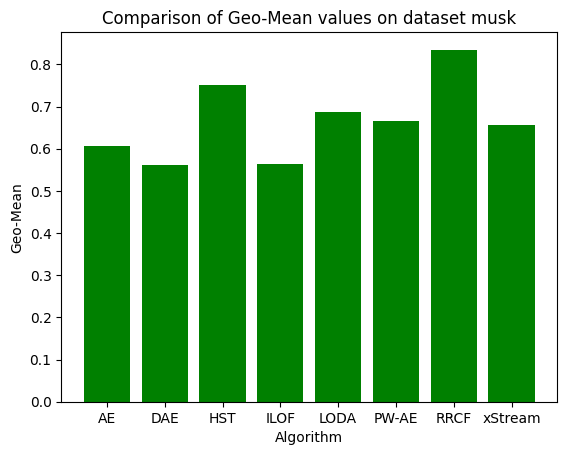 Comparison of Geo-Mean values on dataset musk
0.8
0.7
0.6
0.5
0.4
0.3
0.2
0.1
0.0
Geo-Mean
AE DAE HST ILOF LODA PW-AE RRCF xStream
Algorithm